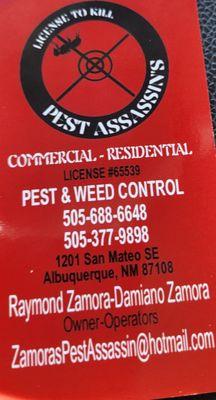 LICENSE TO KILL
PEST ASSASSIN'S
COMMERCIAL - RESIDENTIAL
LICENSE #65539
PEST & WEED CONTROL
505-688-6648
505-377-9898
1201 San Mateo SE
Albuquerque, NM 87108
Raymond Zamora-Damiano Zamora
Owner-Operators
ZamorasPestAssassin@hotmail.com